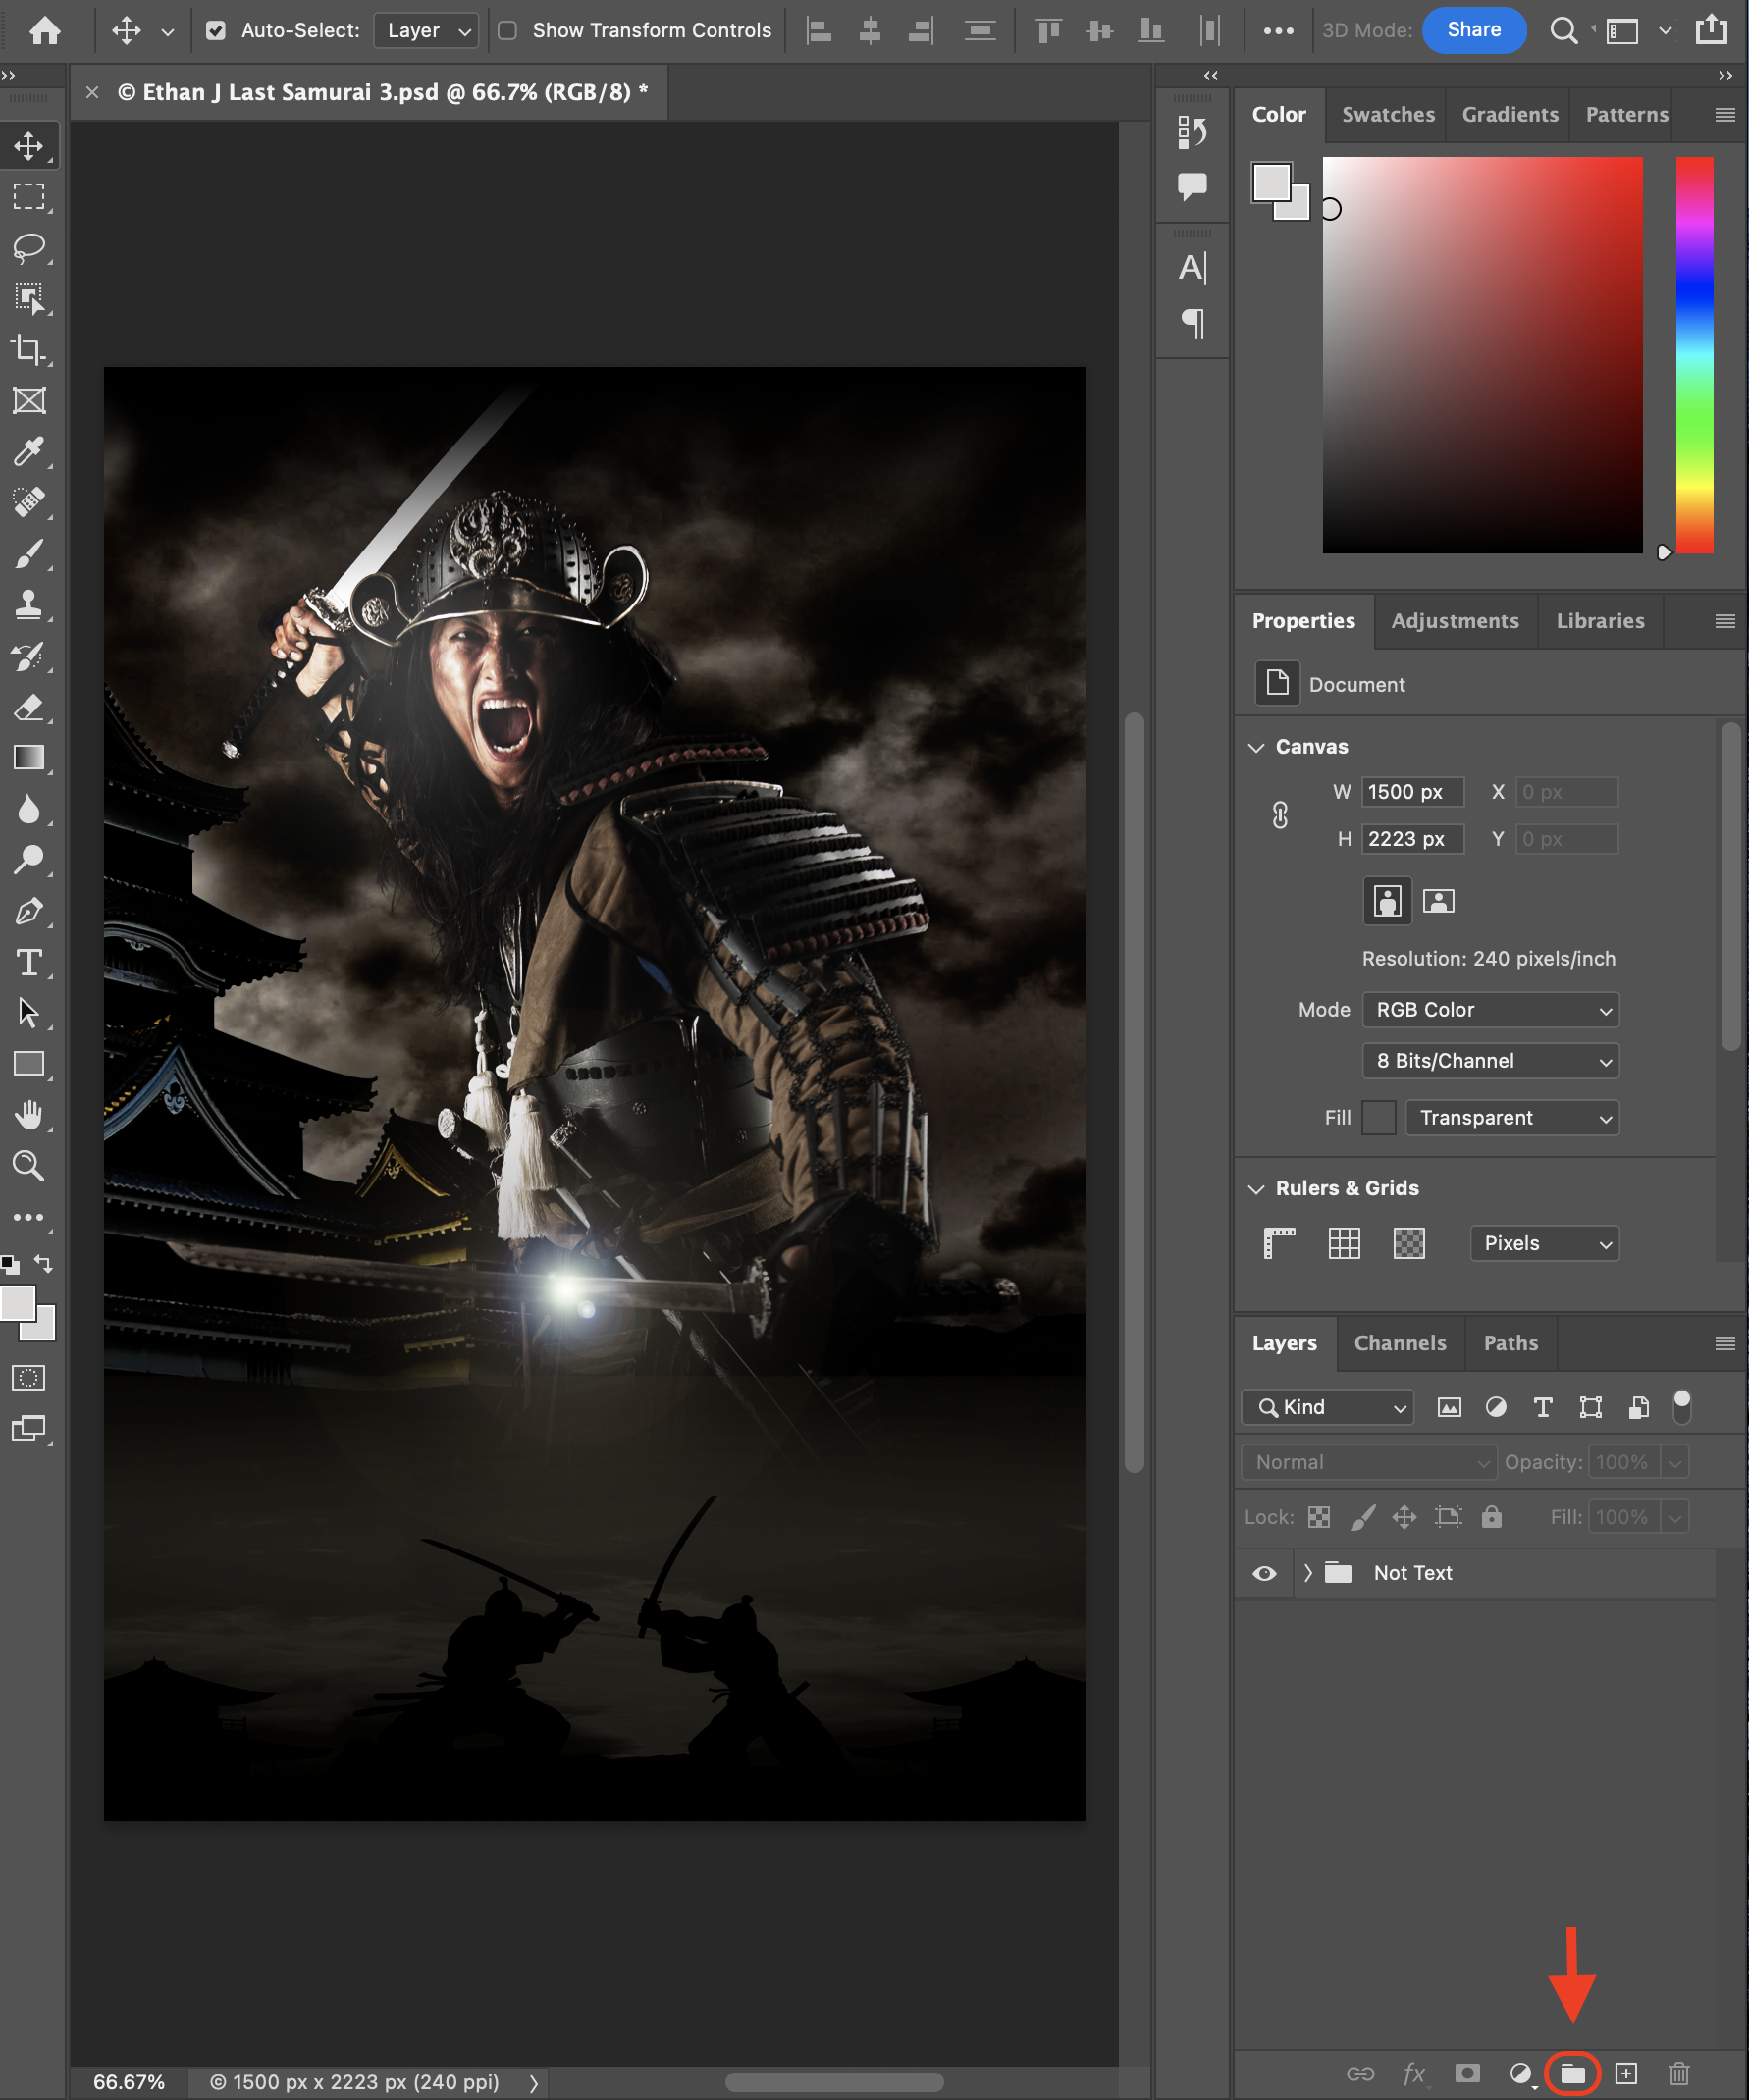 Auto-Select: Layer Show Transform Controls 3D Mode: Share
© Ethan J Last Samurai 3.psd @ 66.7% (RGB/8) *
Color Swatches Gradients Patterns
A
Properties Adjustments Libraries
Document
Canvas
W 1500 px X 0 px
H 2223 px Y 0 px
Resolution: 240 pixels/inch
Mode RGB Color
8 Bits/Channel
Fill Transparent
Rulers & Grids
Pixels
Layers Channels Paths
Kind
Normal Opacity: 100%
Lock: Fill: 100%
Not Text
fx
66.67% © 1500 px x 2223 px (240 ppi)